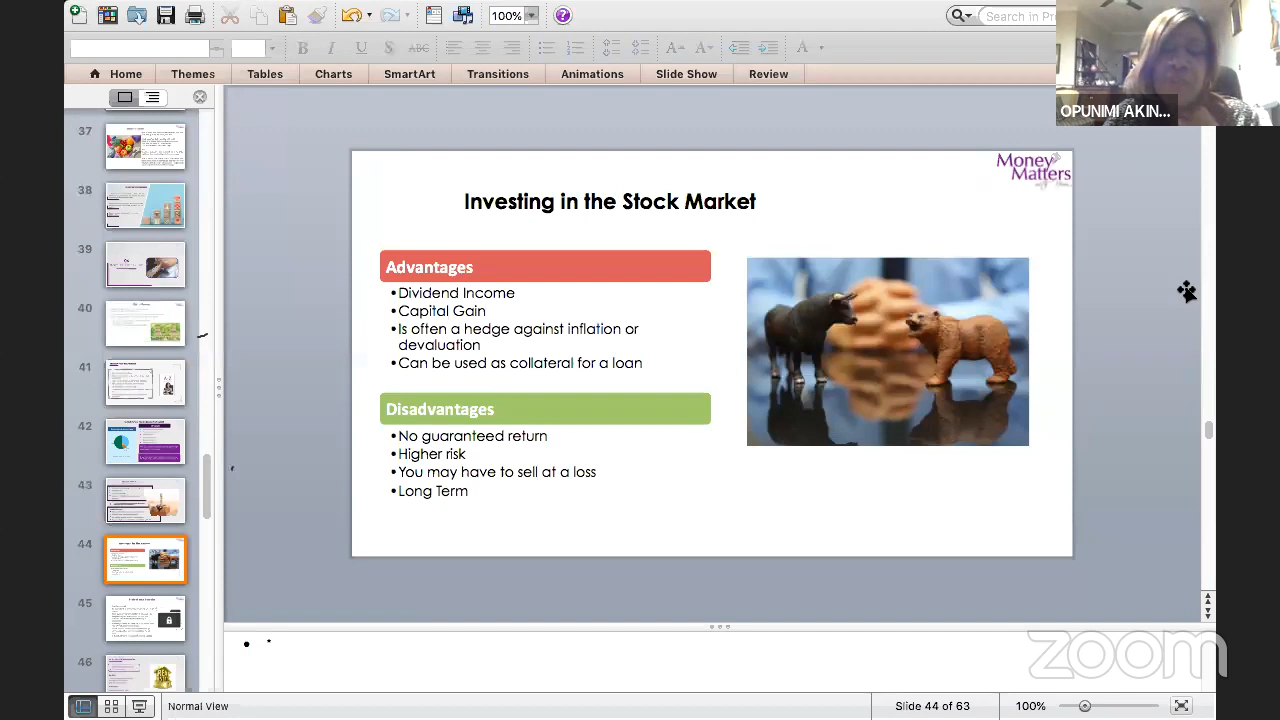 100%
Search in Pr
Home
Themes
Tables
Charts
SmartArt
Transitions
Animations
Slide Show
Review
OPUNIMI AKIN...
37
38
39
40
41
42
43
44
45
46
Money
Matters
Investing in the Stock Market
Advantages
•Dividend Income
•Capital Gain
•Is often a hedge against inflation or
devaluation
•Can be used as collateral for a loan
Disadvantages
•No guaranteed return
•Higher risk
•You may have to sell at a loss
•Long Term
• *
zoom
Normal View
Slide 44 of 63
100%